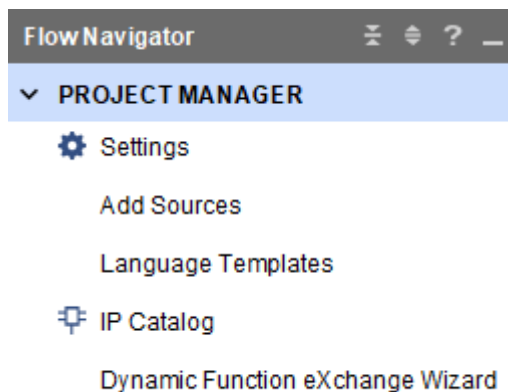 Flow Navigator ?
PROJECT MANAGER
Settings
Add Sources
Language Templates
IP Catalog
Dynamic Function eXchange Wizard